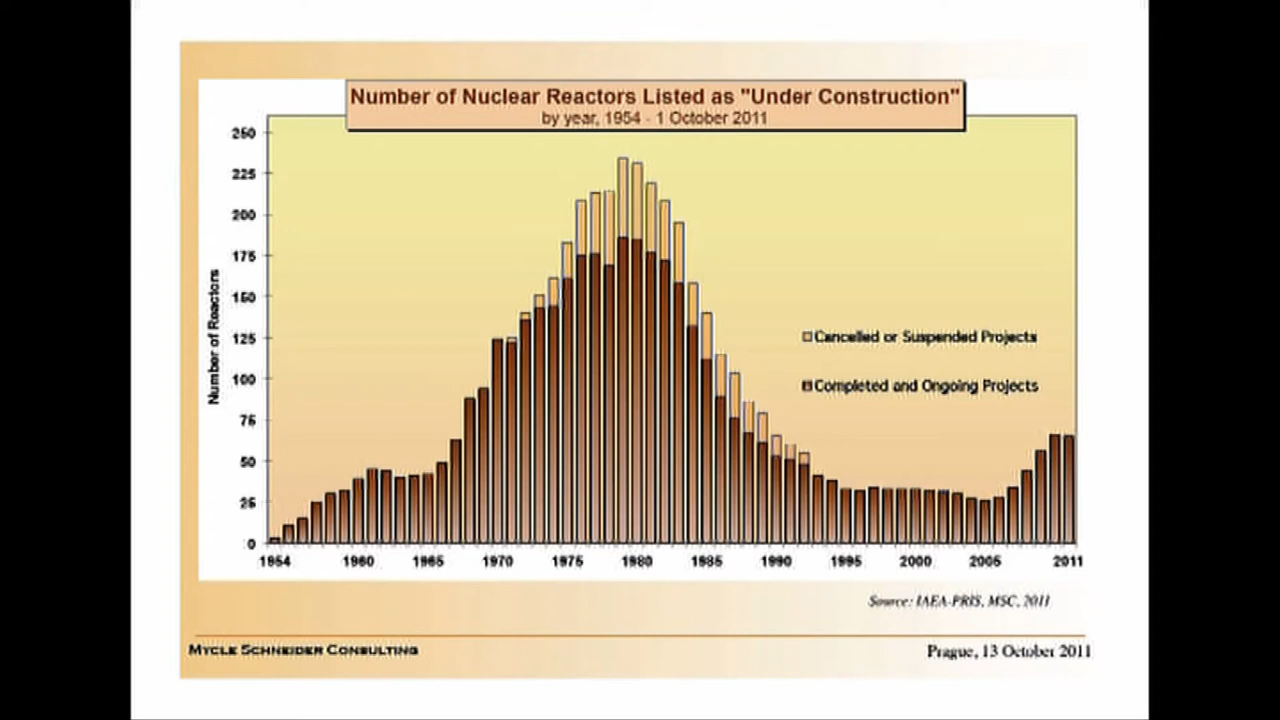 Number of Nuclear Reactors Listed as "Under Construction"
by year, 1954 - 1 October 2011
250
225
200
175
150
125
100
75
50
25
0
Number of Reactors
Cancelled or Suspended Projects
Completed and Ongoing Projects
1954 1960 1965 1970 1975 1980 1985 1990 1995 2000 2005 2011
Source: IAEA-PRIS, MSC, 2011
MYCLE SCHNEIDER CONSULTING
Prague, 13 October 2011